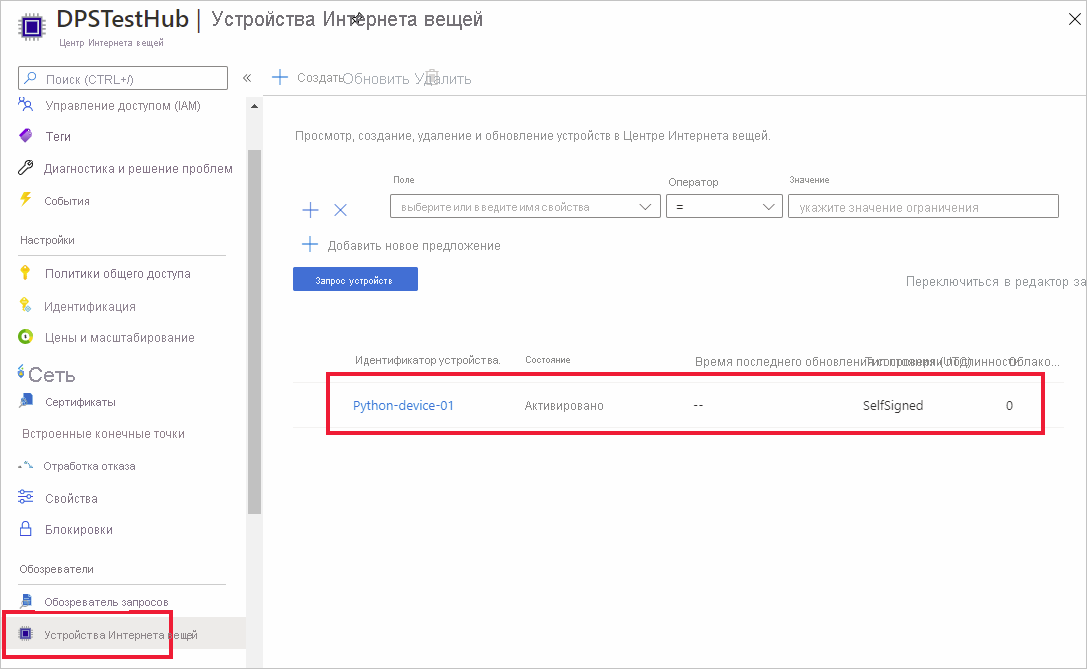 DPSTestHub | Устройства Интернета вещей
Центр Интернета вещей
Поиск (CTRL+/)
«
Создать Обновить Удалить
Управление доступом (IAM)
Теги
Диагностика и решение проблем
События
Настройки
Политики общего доступа
Идентификация
Цены и масштабирование
Сеть
Сертификаты
Встроенные конечные точки
Отработка отказа
Свойства
Блокировки
Обозреватели
Обозреватель запросов
Устройства Интернета вещей
Просмотр, создание, удаление и обновление устройств в Центре Интернета вещей.
Поле Оператор Значение
выберите или введите имя свойства = укажите значение ограничения
Добавить новое предложение
Запрос устройств
Переключиться в редактор за
Идентификатор устройства. Состояние Время последнего обновления состояния (UTC) Тип проверки подлинности Облако...
Python-device-01 Активировано -- SelfSigned 0